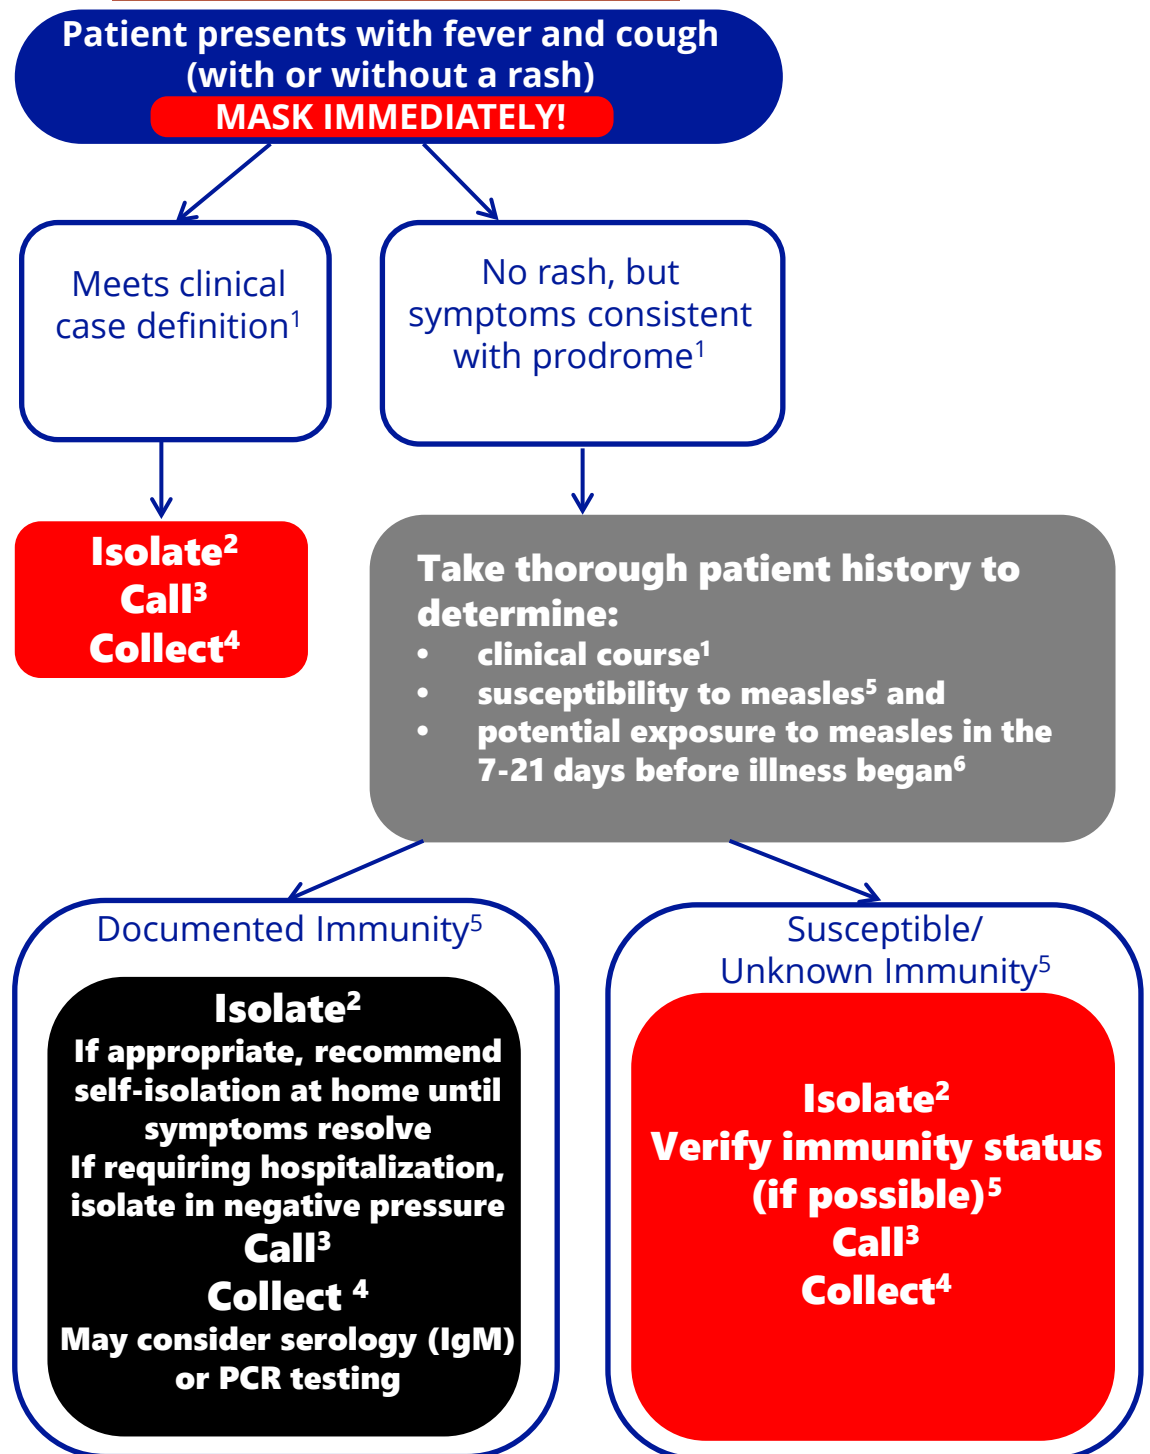 Patient presents with fever and cough
(with or without a rash)
MASK IMMEDIATELY!
Meets clinical
case definition¹
No rash, but
symptoms consistent
with prodrome¹
Isolate²
Call³
Collect⁴
Take thorough patient history to
determine:
• clinical course¹
• susceptibility to measles⁵ and
• potential exposure to measles in the
7-21 days before illness began⁶
Documented Immunity⁵
Isolate²
If appropriate, recommend
self-isolation at home until
symptoms resolve
If requiring hospitalization,
isolate in negative pressure
Call³
Collect ⁴
May consider serology (IgM)
or PCR testing
Susceptible/
Unknown Immunity⁵
Isolate²
Verify immunity status
(if possible)⁵
Call³
Collect⁴